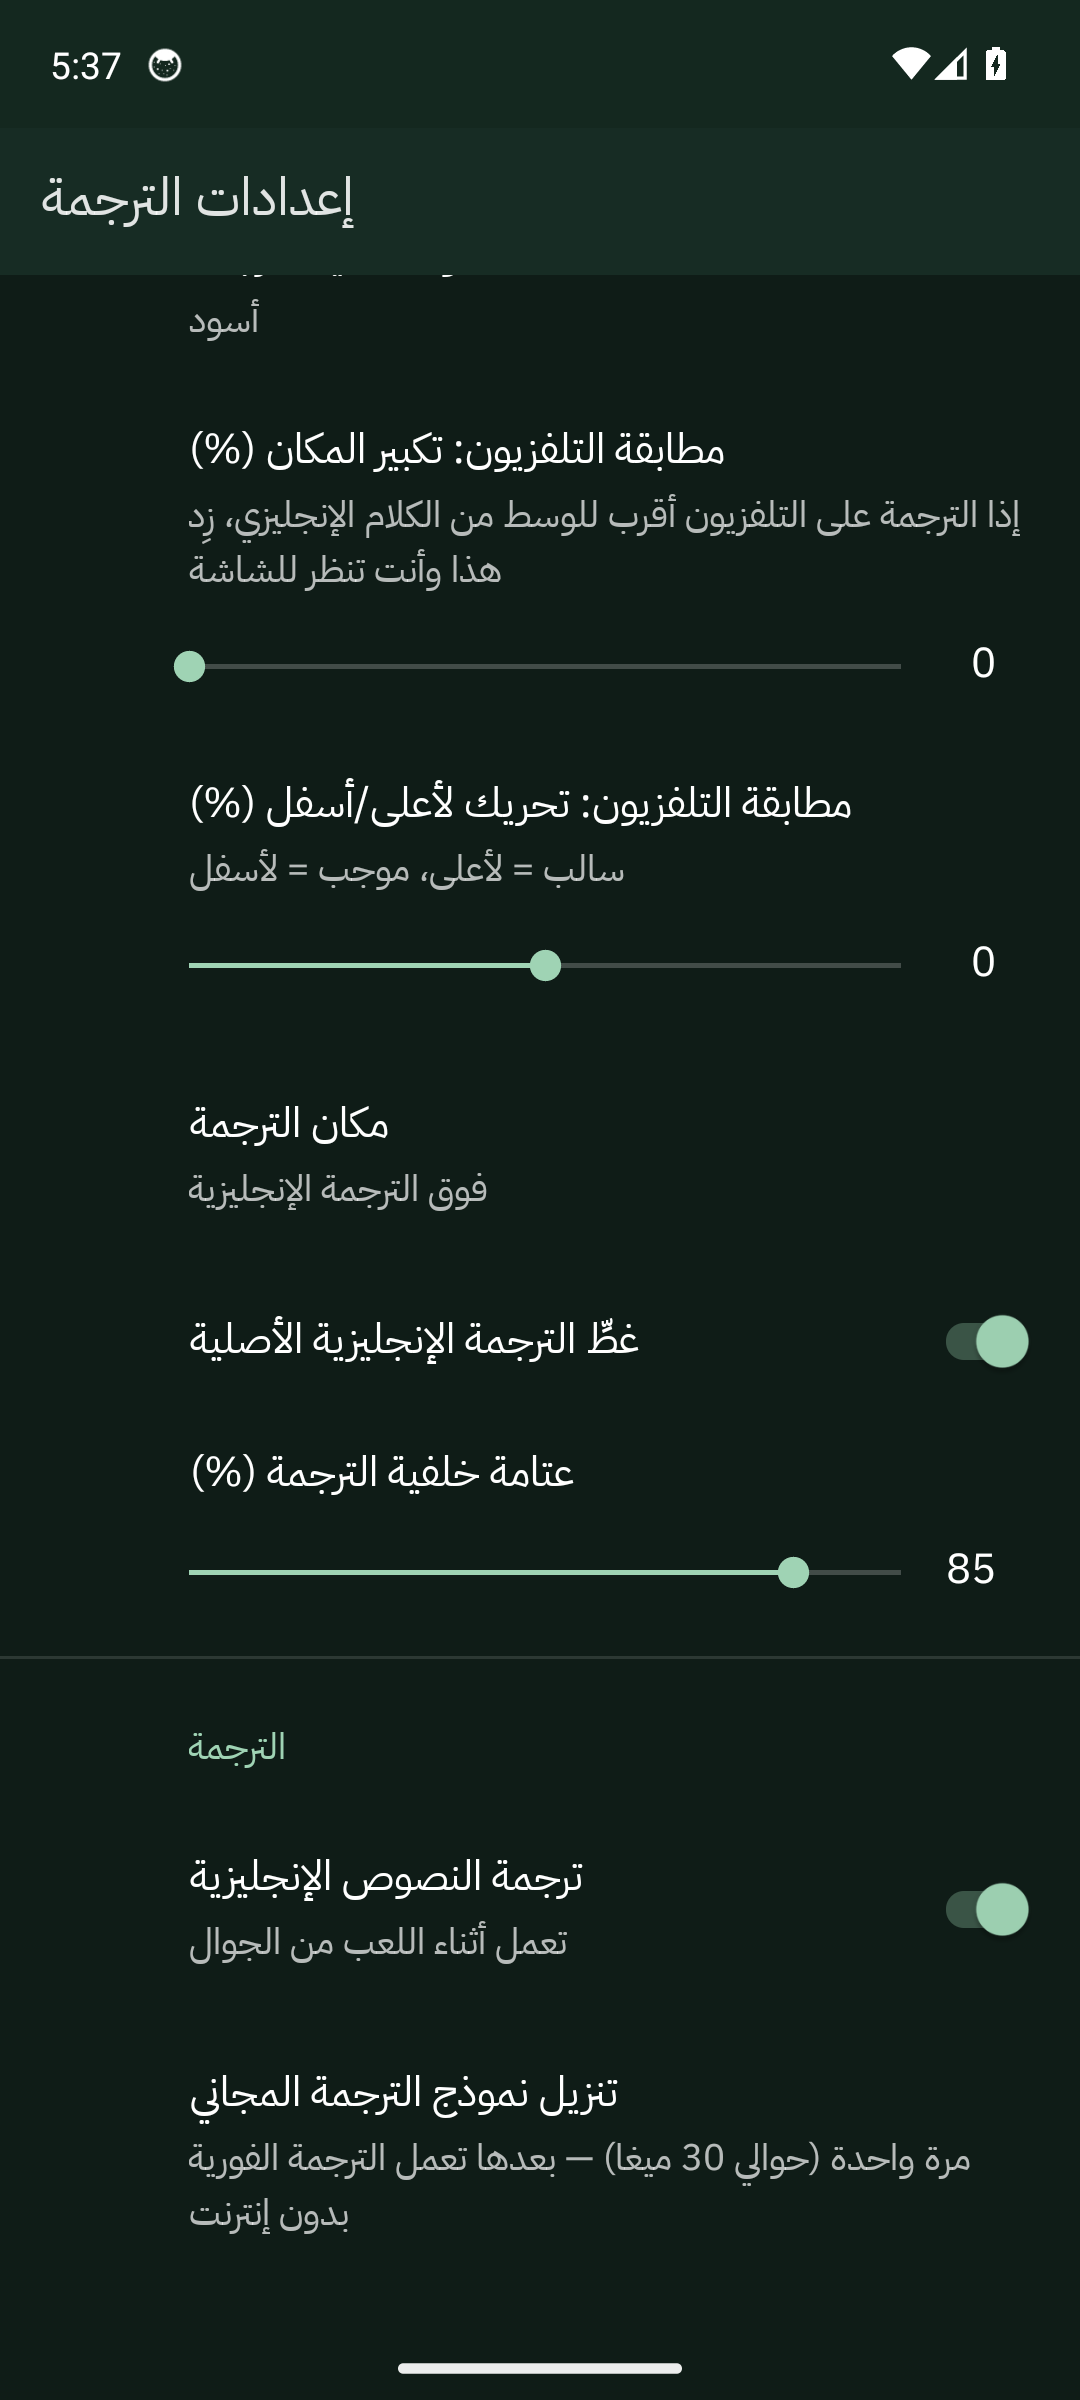 5:37
إعدادات الترجمة
أسود
مطابقة التلفزيون: تكبير المكان (%)
إذا الترجمة على التلفزيون أقرب للوسط من الكلام الإنجليزي، زِد
هذا وأنت تنظر للشاشة
0
مطابقة التلفزيون: تحريك لأعلى/أسفل (%)
سالب = لأعلى، موجب = لأسفل
0
مكان الترجمة
فوق الترجمة الإنجليزية
غطِّ الترجمة الإنجليزية الأصلية
عتامة خلفية الترجمة (%)
85
الترجمة
ترجمة النصوص الإنجليزية
تعمل أثناء اللعب من الجوال
تنزيل نموذج الترجمة المجاني
مرة واحدة (حوالي 30 ميغا) — بعدها تعمل الترجمة الفورية
بدون إنترنت